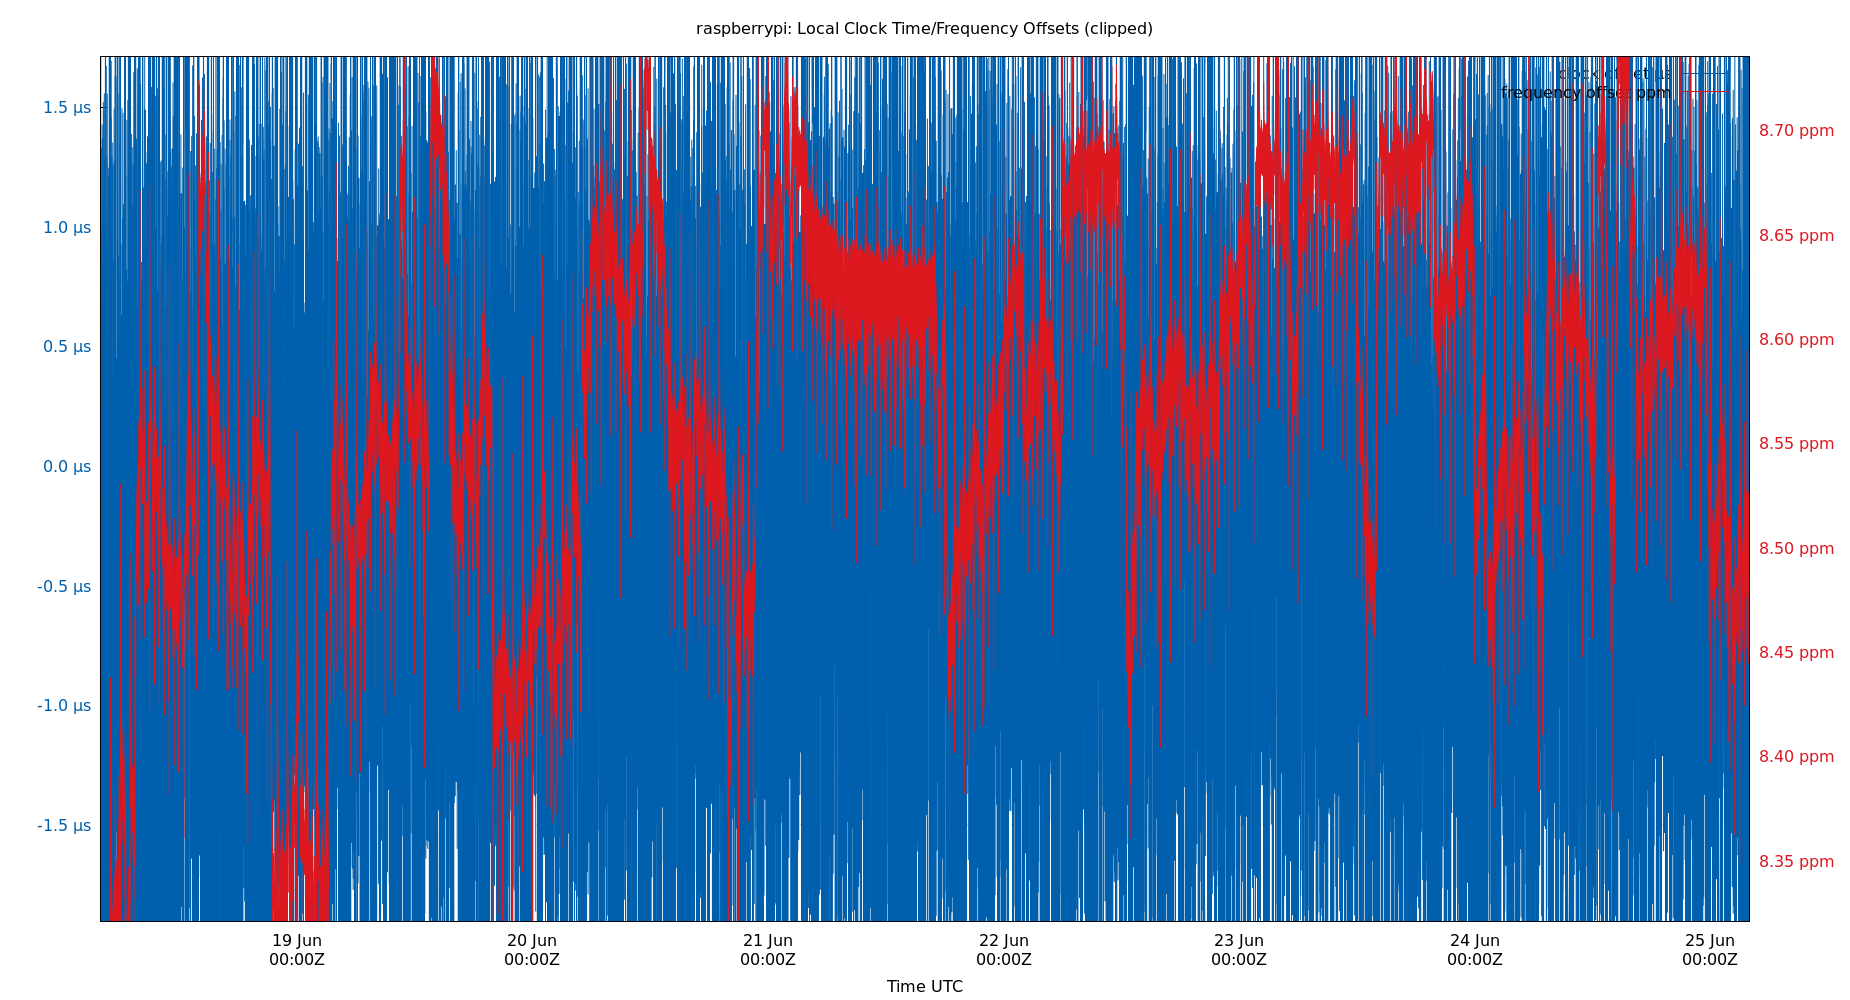 raspberrypi: Local Clock Time/Frequency Offsets (clipped)
clock offset µs
frequency offset ppm
1.5 µs
1.0 µs
0.5 µs
0.0 µs
-0.5 µs
-1.0 µs
-1.5 µs
8.70 ppm
8.65 ppm
8.60 ppm
8.55 ppm
8.50 ppm
8.45 ppm
8.40 ppm
8.35 ppm
19 Jun
00:00Z
20 Jun
00:00Z
21 Jun
00:00Z
22 Jun
00:00Z
23 Jun
00:00Z
24 Jun
00:00Z
25 Jun
00:00Z
Time UTC